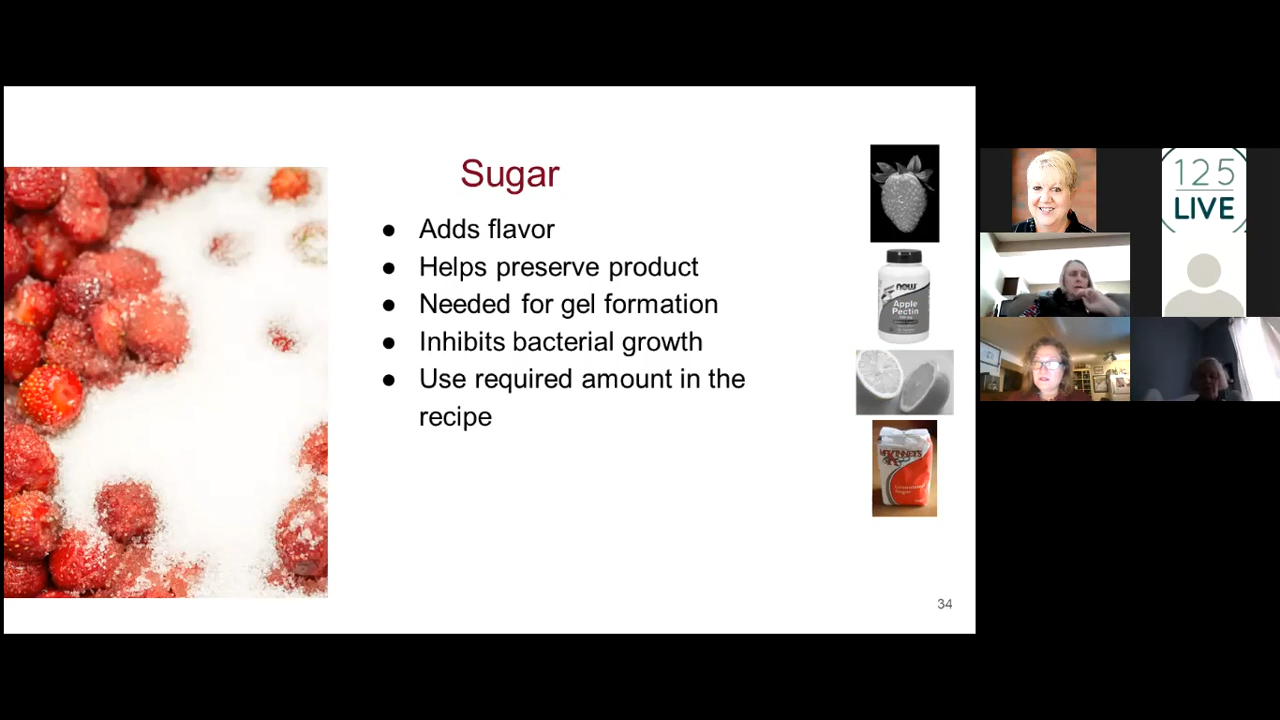 Sugar
● Adds flavor
● Helps preserve product
● Needed for gel formation
● Inhibits bacterial growth
● Use required amount in the
recipe
now
Apple
Pectin
34
125
LIVE